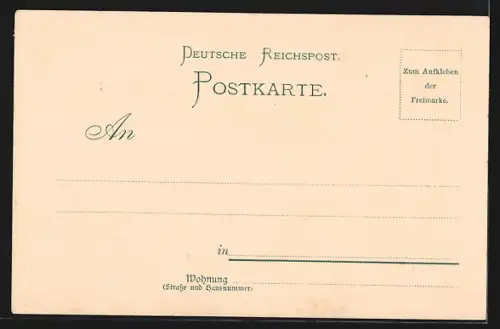 Deutsche Reichspost.
Postkarte.
Zum Aufkleben
der
Freimarke.
An
in
Wohnung
(Straße und Hausnummer)